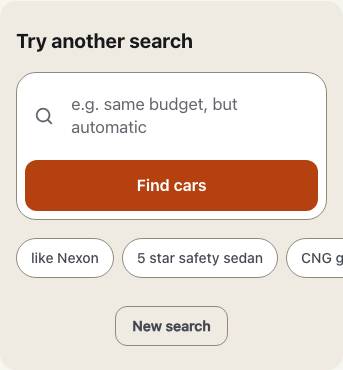 Try another search
e.g. same budget, but
automatic
Find cars
like Nexon
5 star safety sedan
CNG g
New search